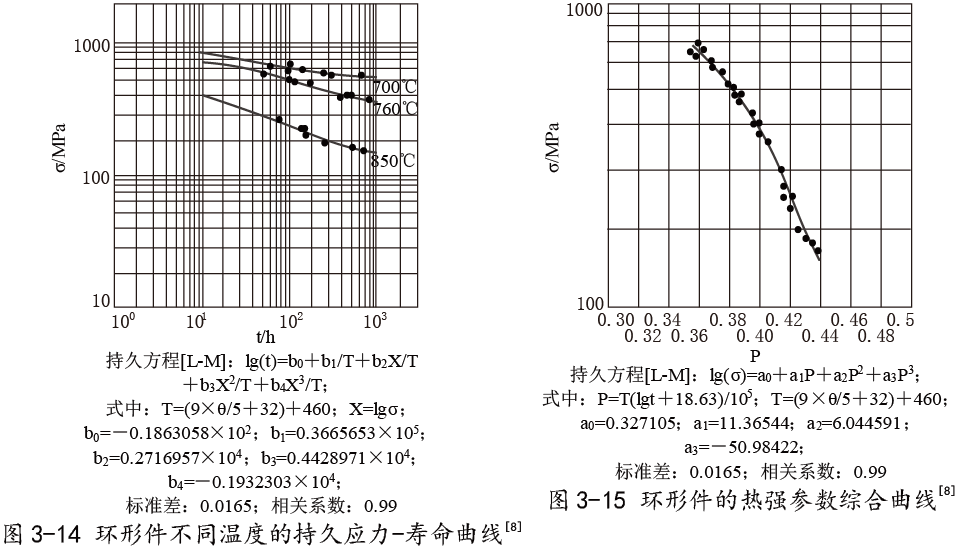 1000
100
10
σ/MPa
700℃
760℃
850℃
10⁰ 10¹ 10² 10³
t/h
持久方程[L-M]：lg(t)=b₀+b₁/T+b₂X/T
+b₃X²/T+b₄X³/T；
式中：T=(9×θ/5+32)+460；X=lgσ；
b₀=－0.1863058×10²；b₁=0.3665653×10⁵；
b₂=0.2716957×10⁴；b₃=0.4428971×10⁴；
b₄=－0.1932303×10⁴；
标准差：0.0165；相关系数：0.99
图 3-14 环形件不同温度的持久应力-寿命曲线[8]
1000
100
σ/MPa
0.30 0.34 0.38 0.42 0.46 0.5
0.32 0.36 0.40 0.44 0.48
P
持久方程[L-M]：lg(σ)=a₀+a₁P+a₂P²+a₃P³；
式中：P=T(lgt＋18.63)/10⁵；T=(9×θ/5+32)+460；
a₀=0.327105；a₁=11.36544；a₂=6.044591；
a₃=－50.98422；
标准差：0.0165；相关系数：0.99
图 3-15 环形件的热强参数综合曲线[8]